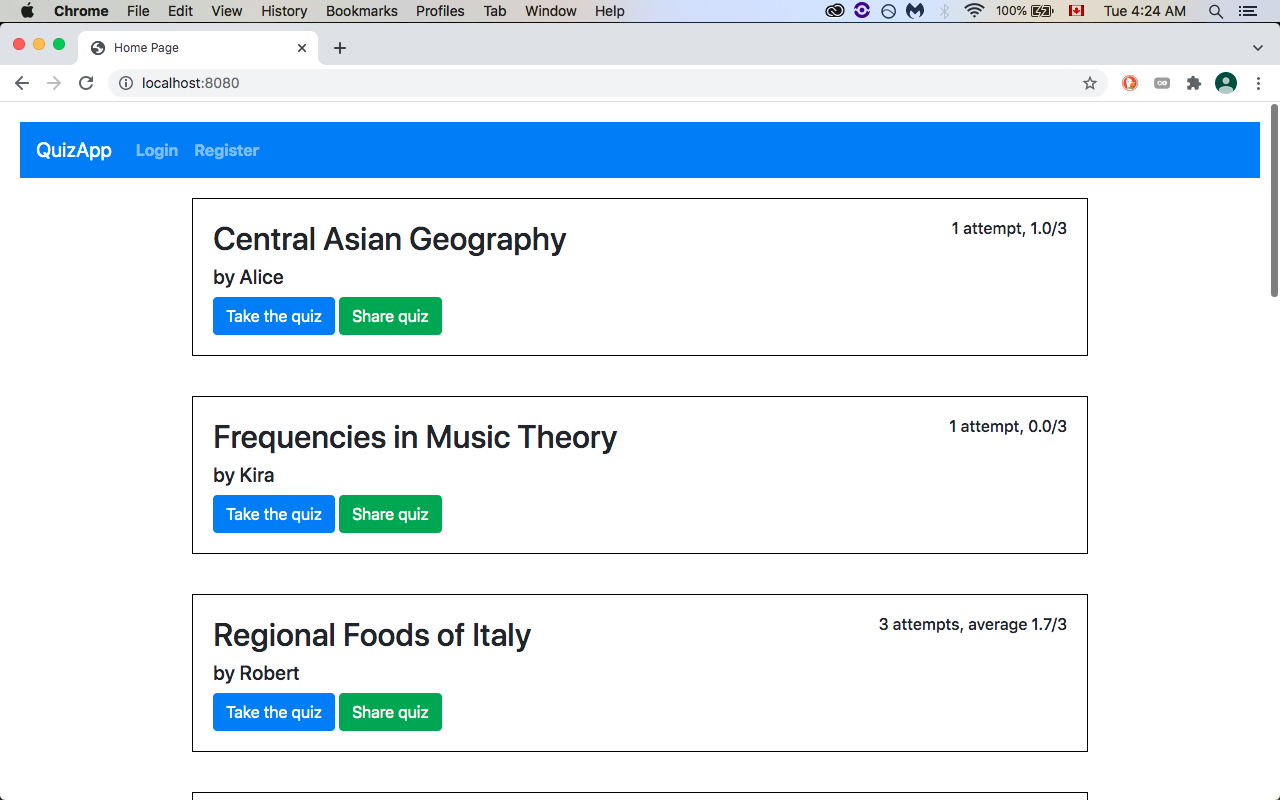 Chrome File Edit View History Bookmarks Profiles Tab Window Help 100% Tue 4:24 AM
Home Page
localhost:8080
QuizApp Login Register
Central Asian Geography
1 attempt, 1.0/3
by Alice
Take the quiz Share quiz
Frequencies in Music Theory
1 attempt, 0.0/3
by Kira
Take the quiz Share quiz
Regional Foods of Italy
3 attempts, average 1.7/3
by Robert
Take the quiz Share quiz